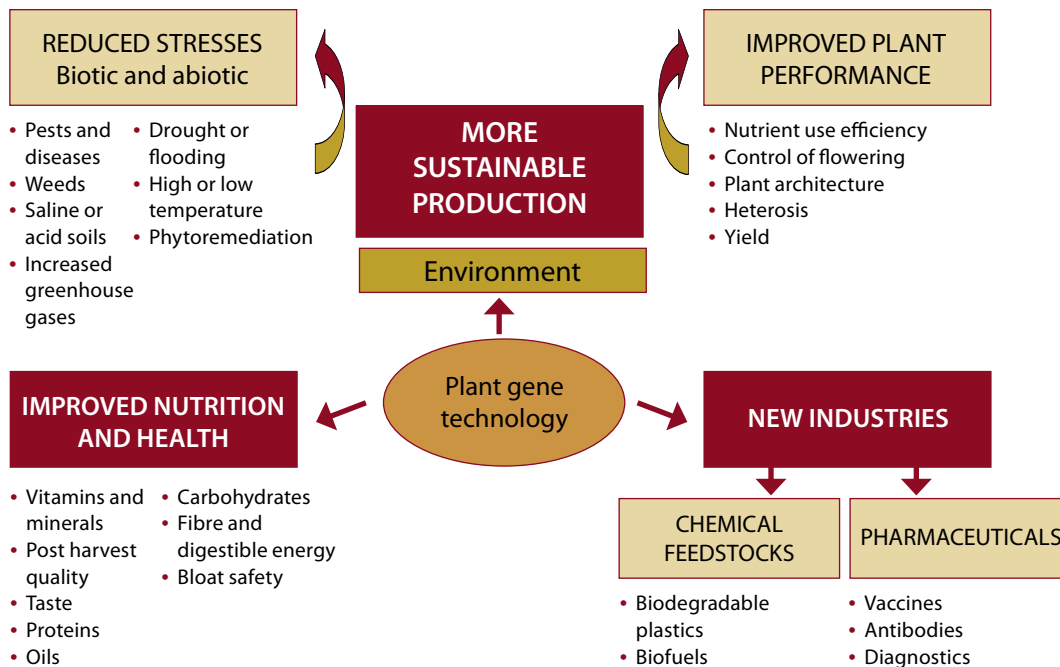 REDUCED STRESSES
Biotic and abiotic
• Pests and
diseases
• Weeds
• Saline or
acid soils
• Increased
greenhouse
gases
• Drought or
flooding
• High or low
temperature
• Phytoremediation
MORE
SUSTAINABLE
PRODUCTION
Environment
IMPROVED PLANT
PERFORMANCE
• Nutrient use efficiency
• Control of flowering
• Plant architecture
• Heterosis
• Yield
Plant gene
technology
IMPROVED NUTRITION
AND HEALTH
• Vitamins and
minerals
• Post harvest
quality
• Taste
• Proteins
• Oils
• Carbohydrates
• Fibre and
digestible energy
• Bloat safety
NEW INDUSTRIES
CHEMICAL
FEEDSTOCKS
• Biodegradable
plastics
• Biofuels
PHARMACEUTICALS
• Vaccines
• Antibodies
• Diagnostics